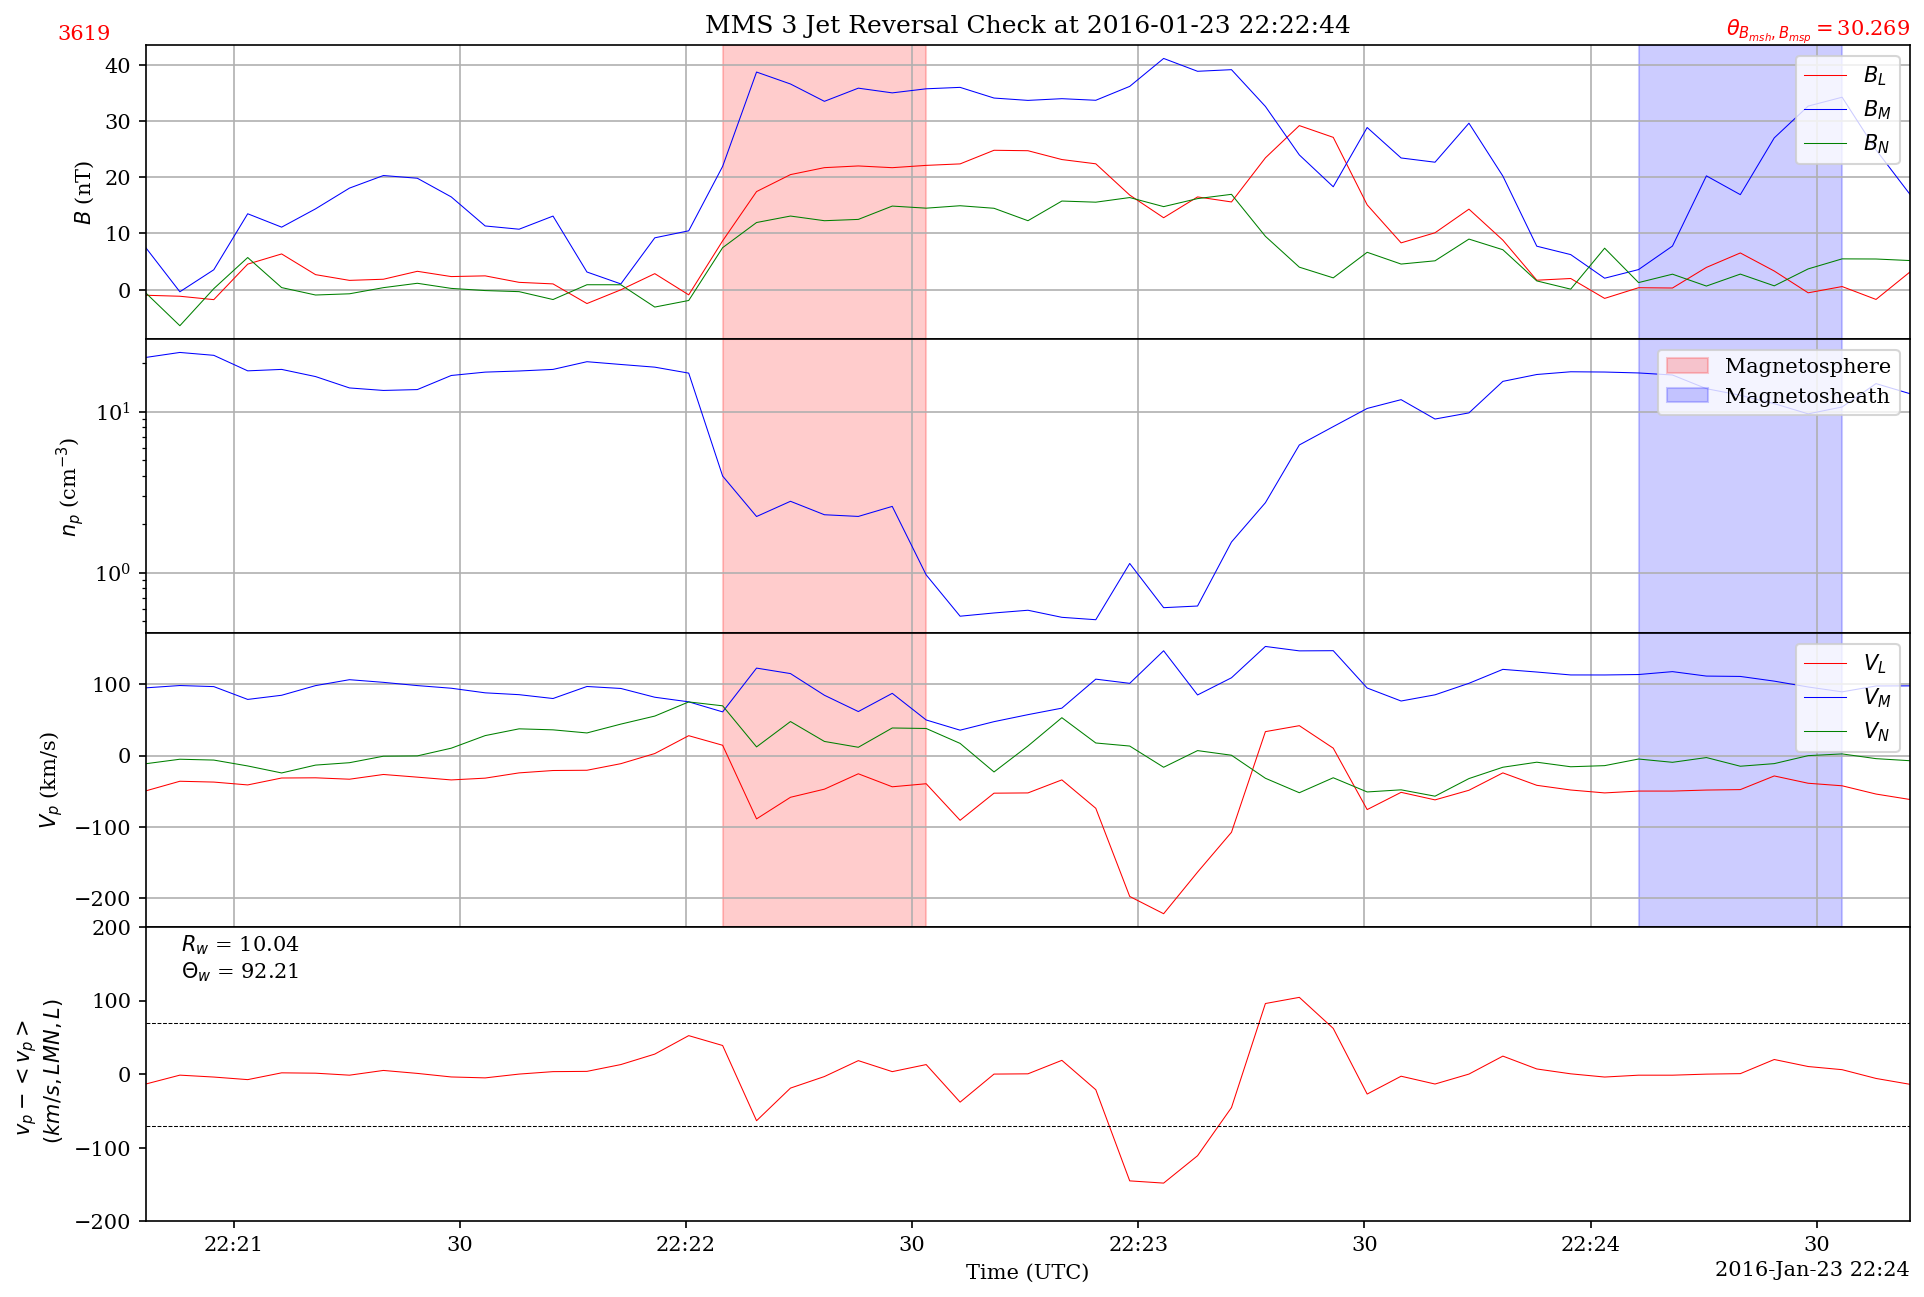 MMS 3 Jet Reversal Check at 2016-01-23 22:22:44
3619
θ_{B_{msh}, B_{msp}} = 30.269
40
30
20
10
0
B (nT)
B_L
B_M
B_N
10^1
10^0
n_p (cm^{−3})
Magnetosphere
Magnetosheath
100
0
−100
−200
V_p (km/s)
V_L
V_M
V_N
200
100
0
−100
−200
v_p − < v_p >
(km/s, LMN, L)
R_w = 10.04
Θ_w = 92.21
22:21 30 22:22 30 22:23 30 22:24 30
Time (UTC)
2016-Jan-23 22:24